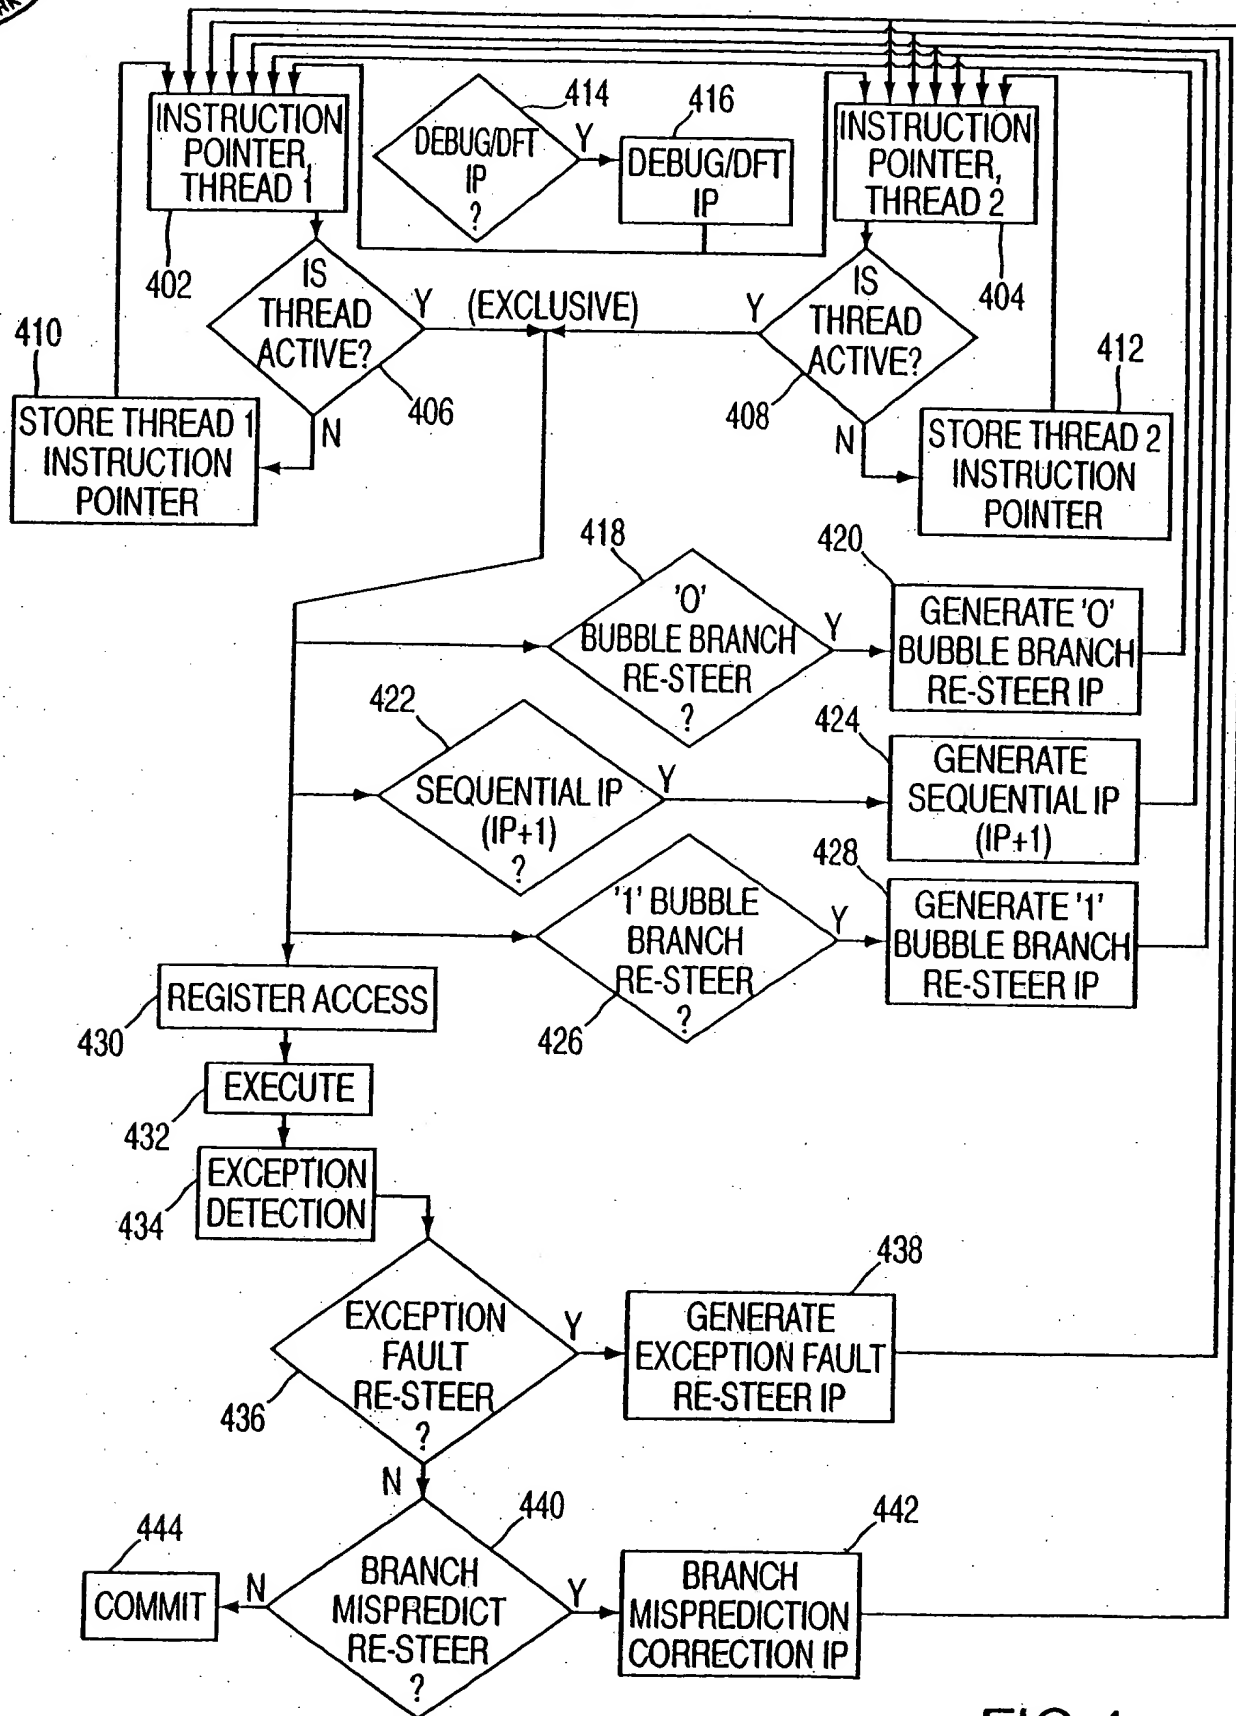 INSTRUCTION
POINTER,
THREAD 1
402
DEBUG/DFT
IP
?
414
Y
416
DEBUG/DFT
IP
INSTRUCTION
POINTER,
THREAD 2
404
IS
THREAD
ACTIVE?
406
Y
(EXCLUSIVE)
Y
IS
THREAD
ACTIVE?
408
410
N
STORE THREAD 1
INSTRUCTION
POINTER
412
N
STORE THREAD 2
INSTRUCTION
POINTER
418
'0'
BUBBLE BRANCH
RE-STEER
?
Y
420
GENERATE '0'
BUBBLE BRANCH
RE-STEER IP
422
SEQUENTIAL IP
(IP+1)
?
Y
424
GENERATE
SEQUENTIAL IP
(IP+1)
'1' BUBBLE
BRANCH
RE-STEER
?
426
Y
428
GENERATE '1'
BUBBLE BRANCH
RE-STEER IP
REGISTER ACCESS
430
EXECUTE
432
EXCEPTION
DETECTION
434
EXCEPTION
FAULT
RE-STEER
?
436
Y
438
GENERATE
EXCEPTION FAULT
RE-STEER IP
N
440
BRANCH
MISPREDICT
RE-STEER
?
Y
442
BRANCH
MISPREDICTION
CORRECTION IP
N
444
COMMIT